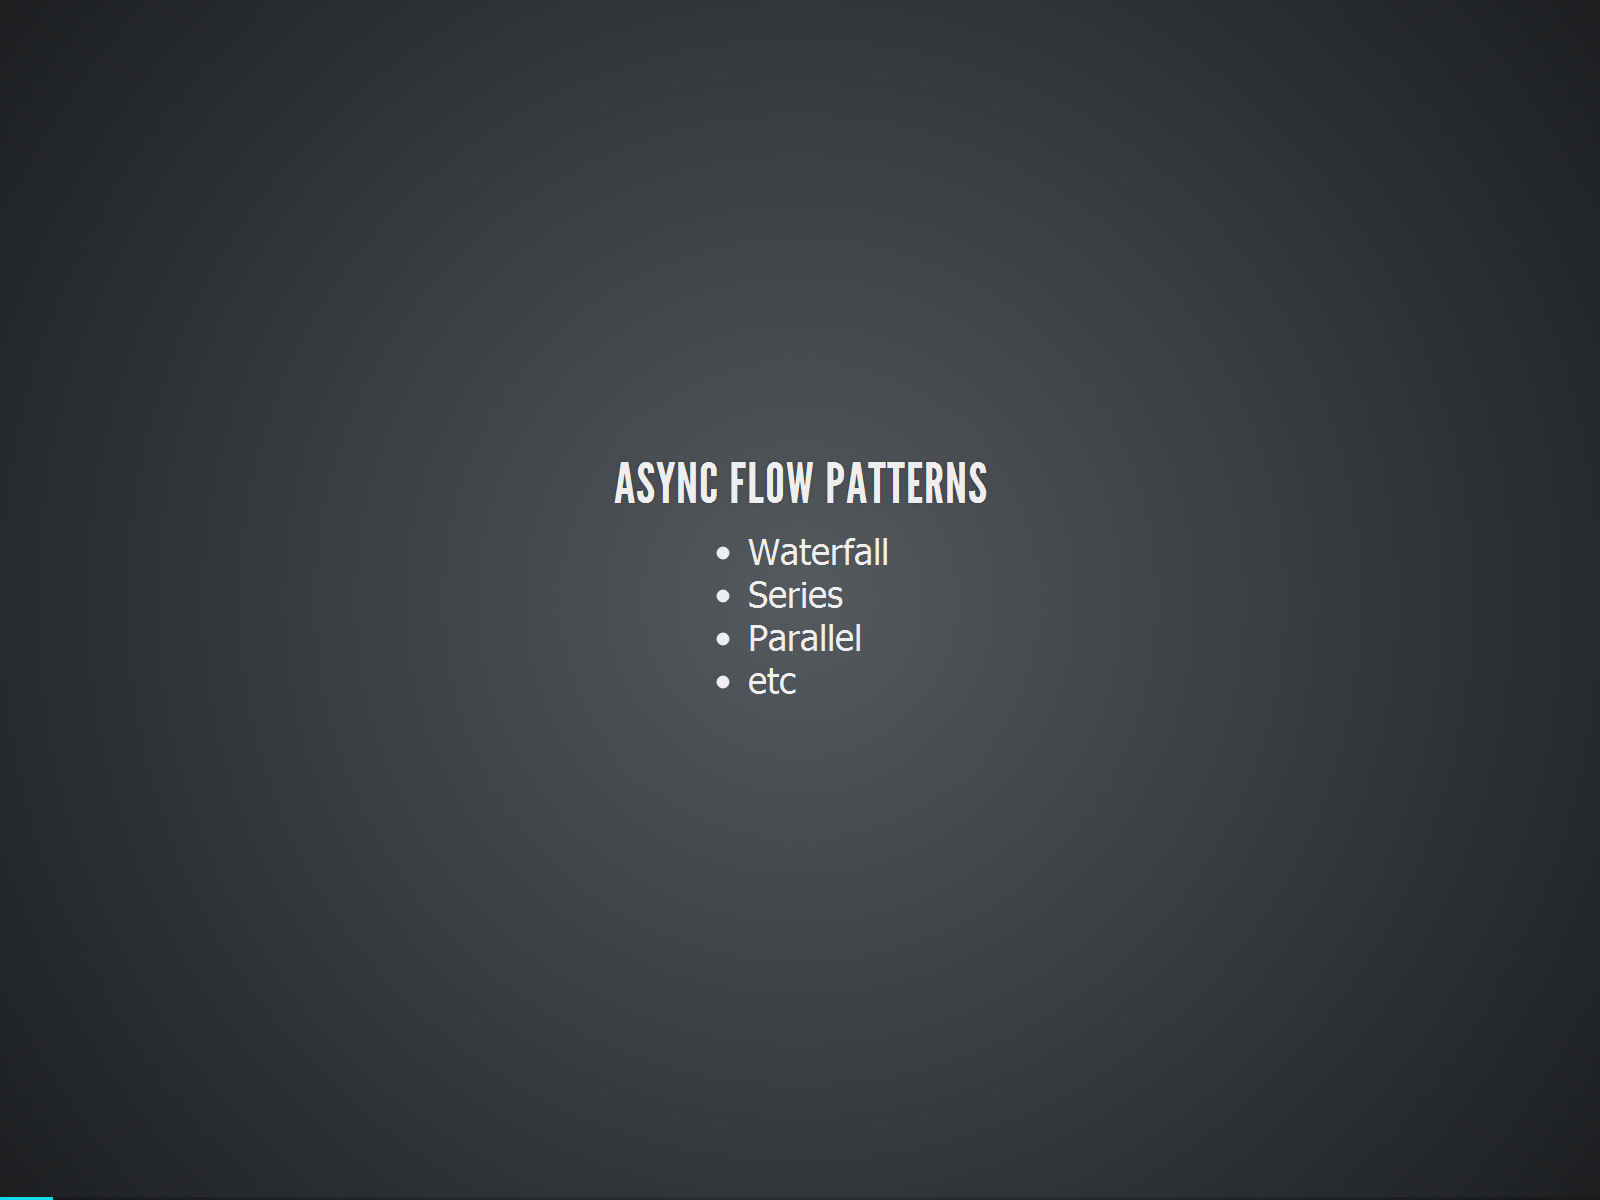 ASYNC FLOW PATTERNS
• Waterfall
• Series
• Parallel
• etc